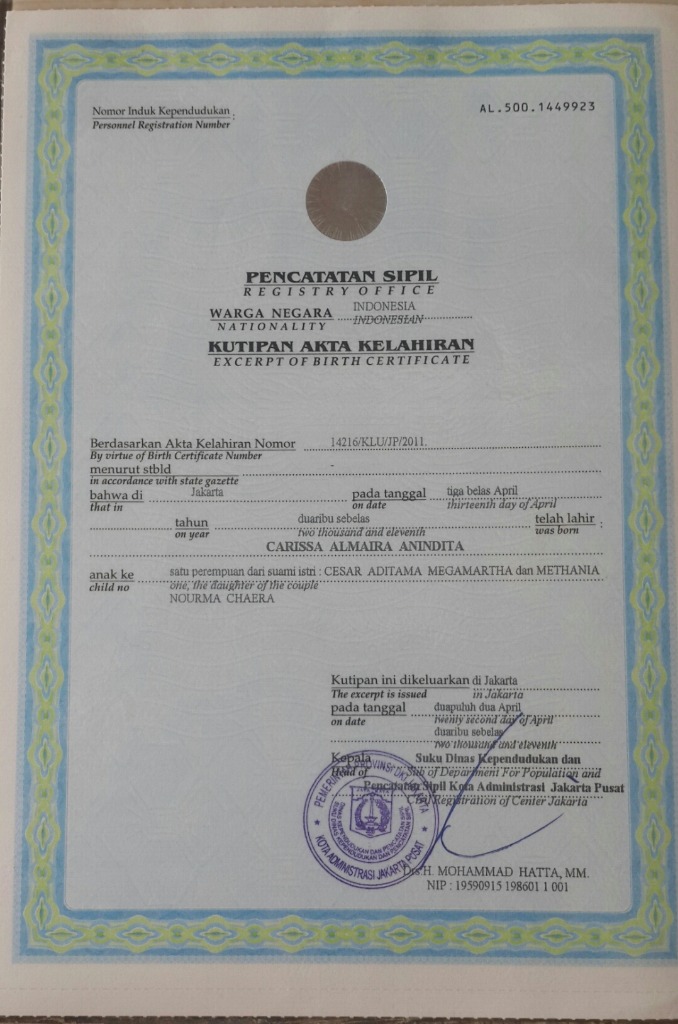 Nomor Induk Kependudukan :
Personnel Registration Number
AL.500.1449923
PENCATATAN SIPIL
REGISTRY OFFICE
WARGA NEGARA INDONESIA
NATIONALITY INDONESIAN
KUTIPAN AKTA KELAHIRAN
EXCERPT OF BIRTH CERTIFICATE
Berdasarkan Akta Kelahiran Nomor 14216/KLU/JP/2011.
By virtue of Birth Certificate Number
menurut stbld -
in accordance with state gazette
bahwa di Jakarta pada tanggal tiga belas April
that in on date thirteenth day of April
tahun duaribu sebelas telah lahir :
on year two thousand and eleventh was born
CARISSA ALMAIRA ANINDITA
anak ke satu perempuan dari suami istri : CESAR ADITAMA MEGAMARTHA dan METHANIA
child no one, the daughter of the couple
NOURMA CHAERA
Kutipan ini dikeluarkan di Jakarta
The excerpt is issued in Jakarta
pada tanggal duapuluh dua April
on date twenty second day of April
duaribu sebelas
two thousand and eleventh
Kepala Suku Dinas Kependudukan dan
Head of Sub of Department For Population and
Pencatatan Sipil Kota Administrasi Jakarta Pusat
City Registration of Center Jakarta
PEMERINTAH PROVINSI DKI JAKARTA
KOTA ADMINISTRASI JAKARTA PUSAT
Drs.H. MOHAMMAD HATTA, MM.
NIP : 19590915 198601 1 001